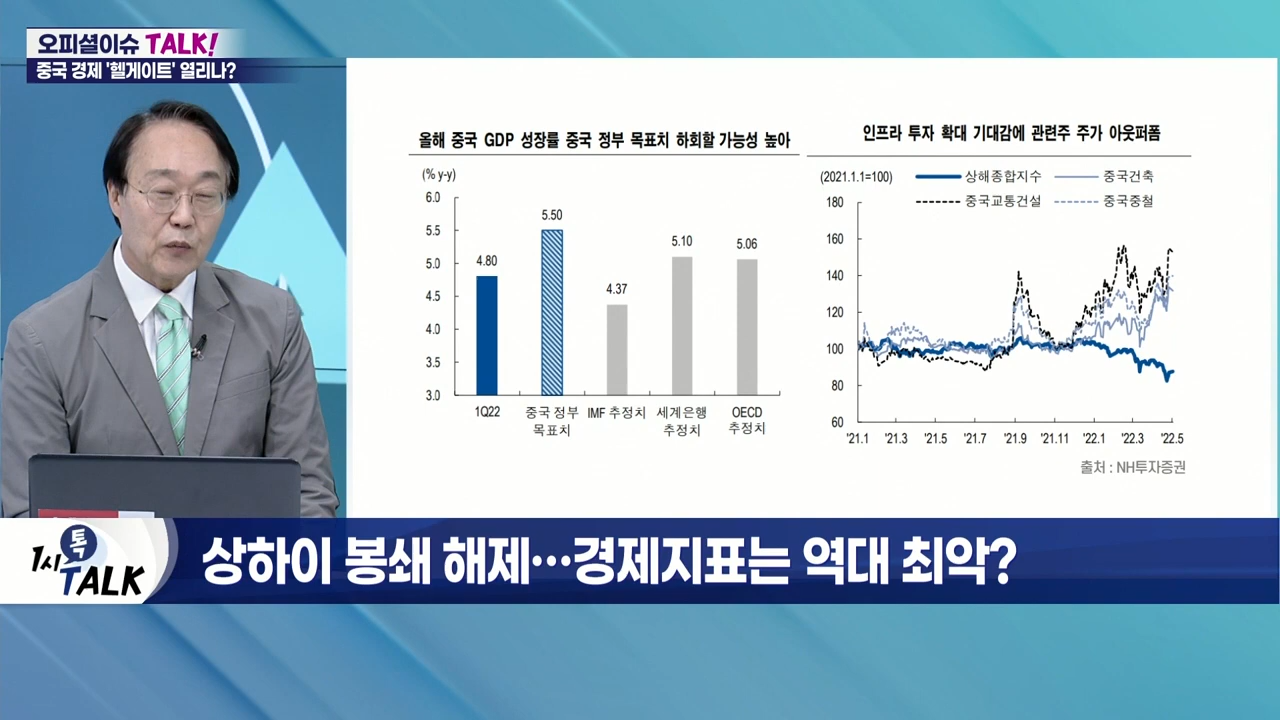 오피셜이슈 TALK!
중국 경제 '헬게이트' 열리나?
올해 중국 GDP 성장률 중국 정부 목표치 하회할 가능성 높아
(% y-y)
6.0
5.5
5.0
4.5
4.0
3.5
3.0
4.80
5.50
4.37
5.10
5.06
1Q22
중국 정부
목표치
IMF 추정치
세계은행
추정치
OECD
추정치
인프라 투자 확대 기대감에 관련주 주가 아웃퍼폼
(2021.1.1=100)
상해종합지수
중국건축
중국교통건설
중국중철
180
160
140
120
100
80
60
'21.1 '21.3 '21.5 '21.7 '21.9 '21.11 '22.1 '22.3 '22.5
출처 : NH투자증권
1시 톡 TALK
상하이 봉쇄 해제…경제지표는 역대 최악?